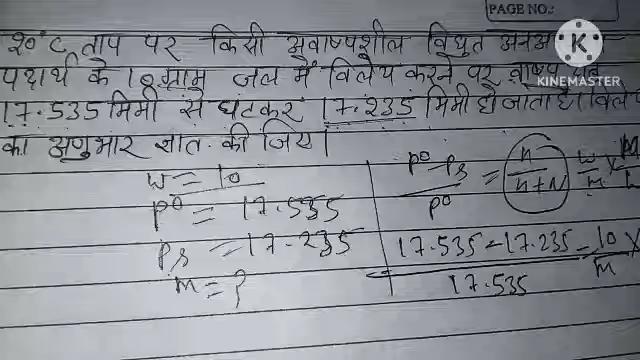 PAGE NO.:
K
KINEMASTER
20°C ताप पर किसी अवाष्पशील विधुत अनअ
पदार्थ के 10 ग्राम जल में विलेय करने पर वाष्प
17.535 मिमी से घटकर 17.235 मिमी हो जाता है। विले
का अणुभार ज्ञात की जिए।
w = 10
p° = 17.535
ps = 17.235
m = ?
p° - ps / p° = n / n+N w / m ×
17.535 - 17.235 / 17.535 = 10 / m ×